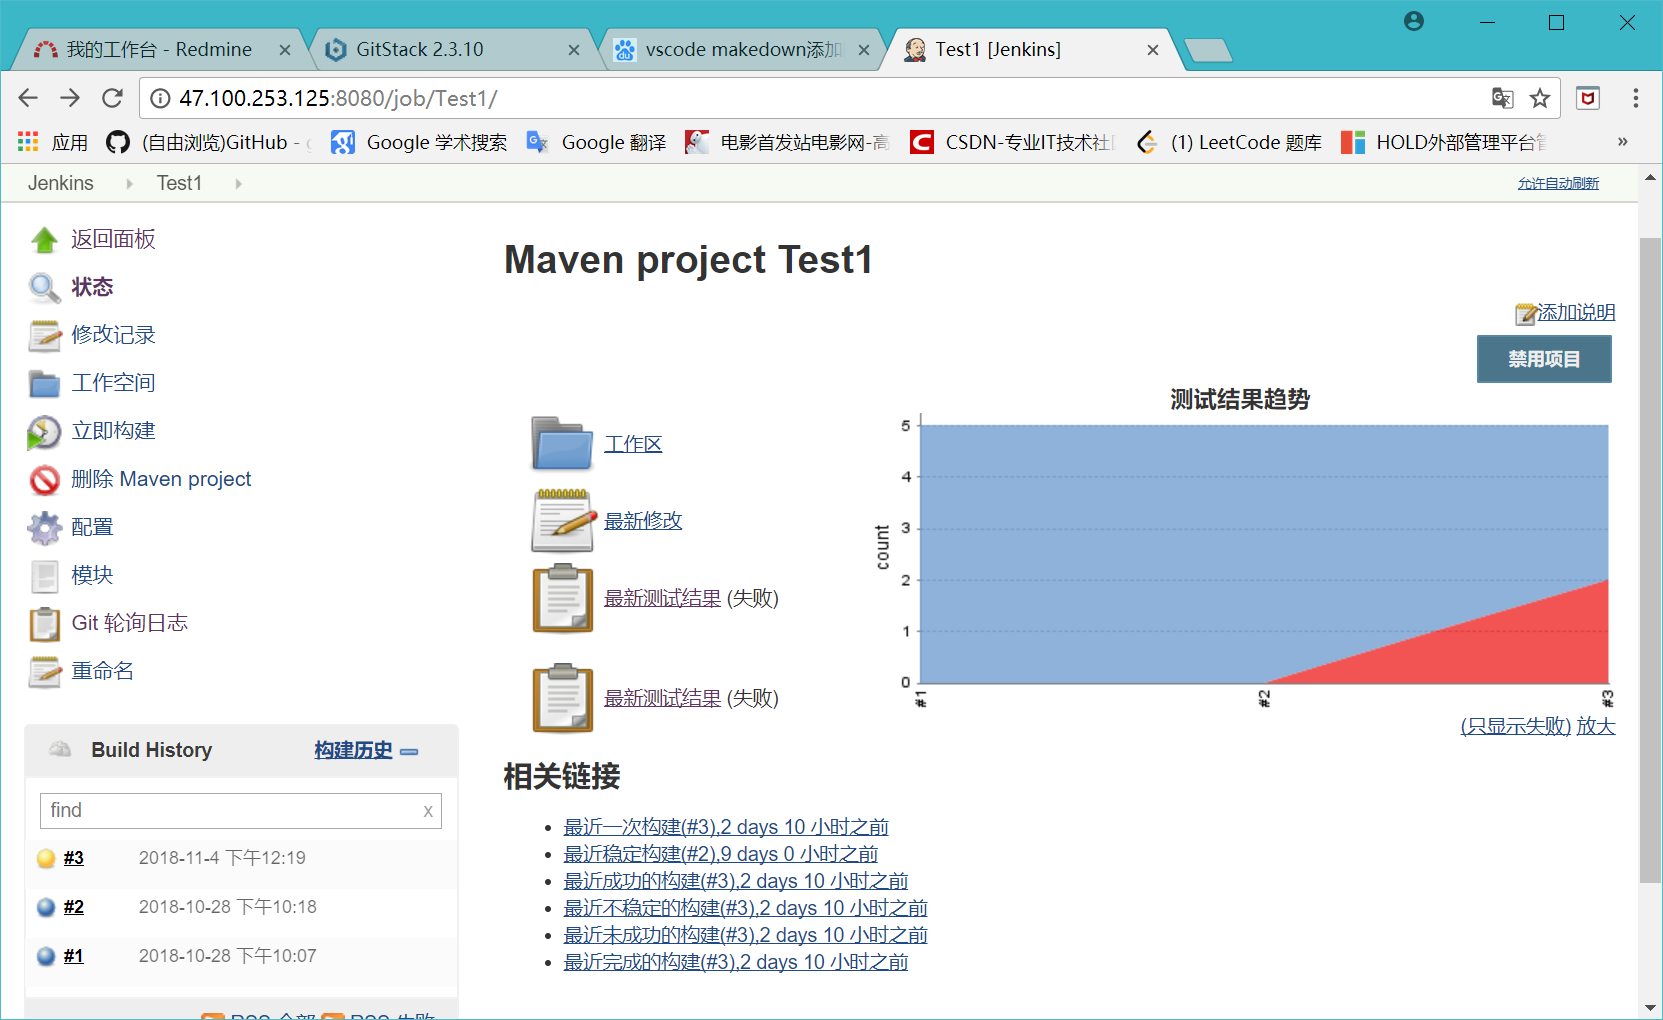 我的工作台 - Redmine
GitStack 2.3.10
vscode makedown添加
Test1 [Jenkins]
47.100.253.125:8080/job/Test1/
应用
(自由浏览)GitHub -
Google 学术搜索
Google 翻译
电影首发站电影网-高
CSDN-专业IT技术社
(1) LeetCode 题库
HOLD外部管理平台
»
Jenkins
Test1
允许自动刷新
返回面板
状态
修改记录
工作空间
立即构建
删除 Maven project
配置
模块
Git 轮询日志
重命名
Build History
构建历史
find
x
#3
2018-11-4 下午12:19
#2
2018-10-28 下午10:18
#1
2018-10-28 下午10:07
RSS 全部
RSS 失败
Maven project Test1
添加说明
禁用项目
工作区
最新修改
最新测试结果 (失败)
最新测试结果 (失败)
测试结果趋势
5
4
3
2
1
0
count
#1
#2
#3
(只显示失败) 放大
相关链接
最近一次构建(#3),2 days 10 小时之前
最近稳定构建(#2),9 days 0 小时之前
最近成功的构建(#3),2 days 10 小时之前
最近不稳定的构建(#3),2 days 10 小时之前
最近未成功的构建(#3),2 days 10 小时之前
最近完成的构建(#3),2 days 10 小时之前